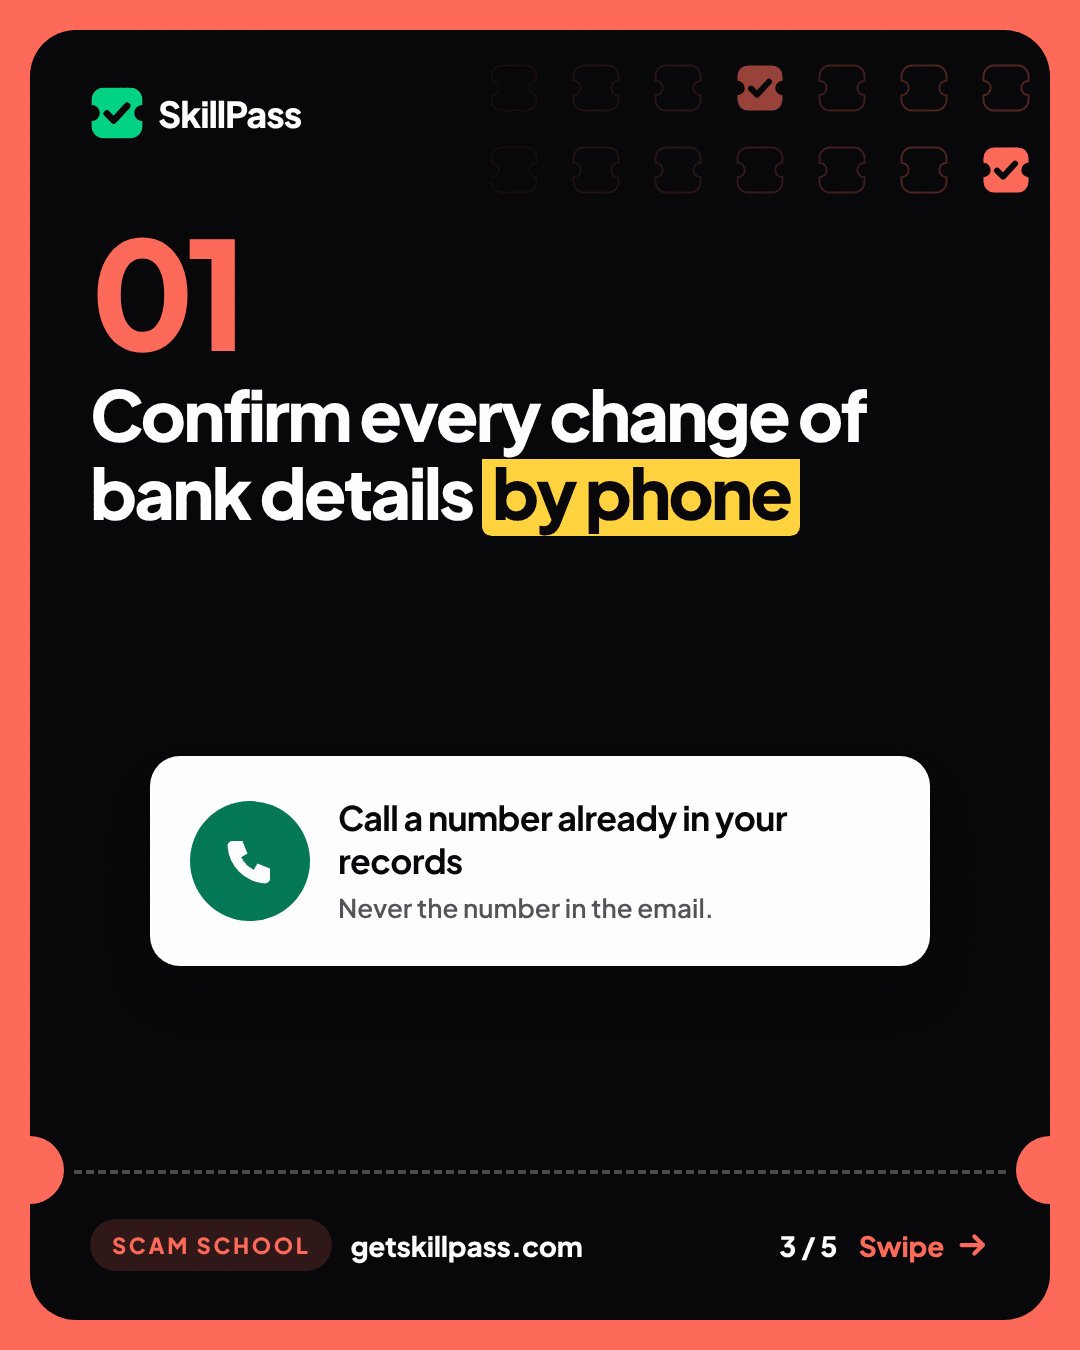 SkillPass
01
Confirm every change of
bank details by phone
Call a number already in your
records
Never the number in the email.
SCAM SCHOOL getskillpass.com 3 / 5 Swipe →